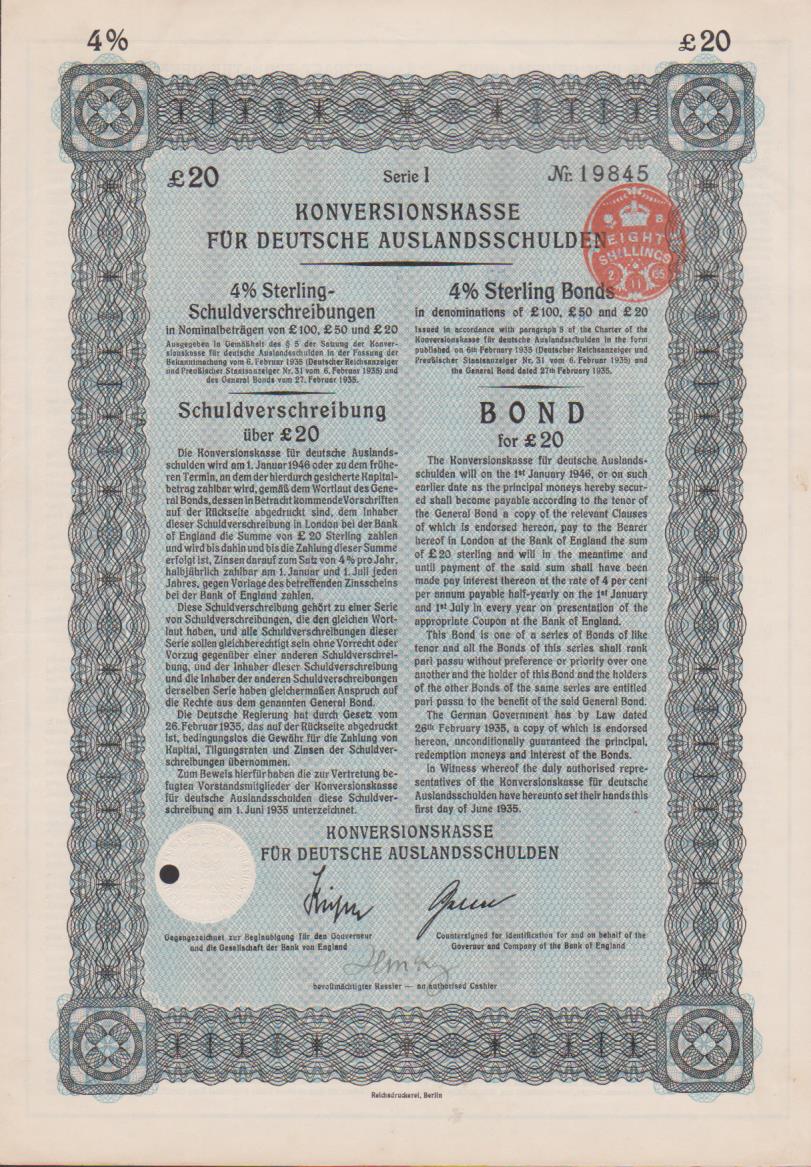 4%
£20
£20
Serie I
Nr. 19845
KONVERSIONSKASSE
FÜR DEUTSCHE AUSLANDSSCHULDEN
B
EIGHT
SHILLINGS
4% Sterling-
Schuldverschreibungen
in Nominalbeträgen von £100, £50 und £20
Ausgegeben in Gemäßheit des § 5 der Satzung der Konver-
sionskasse für deutsche Auslandsschulden in der Fassung der
Bekanntmachung vom 6. Februar 1935 (Deutscher Reichsanzeiger
und Preußischer Staatsanzeiger Nr. 31 vom 6. Februar 1935) und
des General Bonds vom 27. Februar 1935.
Schuldverschreibung
über £20
Die Konversionskasse für deutsche Auslands-
schulden wird am 1. Januar 1946 oder zu dem frühe-
ren Termin, an dem der hierdurch gesicherte Kapital-
betrag zahlbar wird, gemäß dem Wortlaut des Gene-
ral Bonds, dessen in Betracht kommende Vorschriften
auf der Rückseite abgedruckt sind, dem Inhaber
dieser Schuldverschreibung in London bei der Bank
of England die Summe von £ 20 Sterling zahlen
und wird bis dahin und bis die Zahlung dieser Summe
erfolgt ist, Zinsen darauf zum Satz von 4% pro Jahr,
halbjährlich zahlbar am 1. Januar und 1. Juli jeden
Jahres, gegen Vorlage des betreffenden Zinsscheins
bei der Bank of England zahlen.
Diese Schuldverschreibung gehört zu einer Serie
von Schuldverschreibungen, die den gleichen Wort-
laut haben, und alle Schuldverschreibungen dieser
Serie sollen gleichberechtigt sein ohne Vorrecht oder
Vorzug gegenüber einer anderen Schuldverschrei-
bung, und der Inhaber dieser Schuldverschreibung
und die Inhaber der anderen Schuldverschreibungen
derselben Serie haben gleichermaßen Anspruch auf
die Rechte aus dem genannten General Bond.
Die Deutsche Regierung hat durch Gesetz vom
26. Februar 1935, das auf der Rückseite abgedruckt
ist, bedingungslos die Gewähr für die Zahlung von
Kapital, Tilgungsraten und Zinsen der Schuldver-
schreibungen übernommen.
Zum Beweis hierfür haben die zur Vertretung be-
fugten Vorstandsmitglieder der Konversionskasse
für deutsche Auslandsschulden diese Schuldver-
schreibung am 1. Juni 1935 unterzeichnet.
4% Sterling Bonds
in denominations of £100, £50 and £20
Issued in accordance with paragraph 5 of the Charter of the
Konversionskasse für deutsche Auslandsschulden in the form
published on 6th February 1935 (Deutscher Reichsanzeiger und
Preußischer Staatsanzeiger Nr. 31 vom 6. Februar 1935) and
the General Bond dated 27th February 1935.
BOND
for £20
The Konversionskasse für deutsche Auslands-
schulden will on the 1st January 1946, or on such
earlier date as the principal moneys hereby secur-
ed shall become payable according to the tenor of
the General Bond a copy of the relevant Clauses
of which is endorsed hereon, pay to the Bearer
hereof in London at the Bank of England the sum
of £20 sterling and will in the meantime and
until payment of the said sum shall have been
made pay interest thereon at the rate of 4 per cent
per annum payable half-yearly on the 1st January
and 1st July in every year on presentation of the
appropriate Coupon at the Bank of England.
This Bond is one of a series of Bonds of like
tenor and all the Bonds of this series shall rank
pari passu without preference or priority over one
another and the holder of this Bond and the holders
of the other Bonds of the same series are entitled
pari passu to the benefit of the said General Bond.
The German Government has by Law dated
26th February 1935, a copy of which is endorsed
hereon, unconditionally guaranteed the principal,
redemption moneys and interest of the Bonds.
In Witness whereof the duly authorised repre-
sentatives of the Konversionskasse für deutsche
Auslandsschulden have hereunto set their hands this
first day of June 1935.
KONVERSIONSKASSE
FÜR DEUTSCHE AUSLANDSSCHULDEN
Gegengezeichnet zur Beglaubigung für den Gouverneur
und die Gesellschaft der Bank von England
Countersigned for identification for and on behalf of the
Governor and Company of the Bank of England
bevollmächtigter Kassier — an authorised Cashier
Reichsdruckerei, Berlin